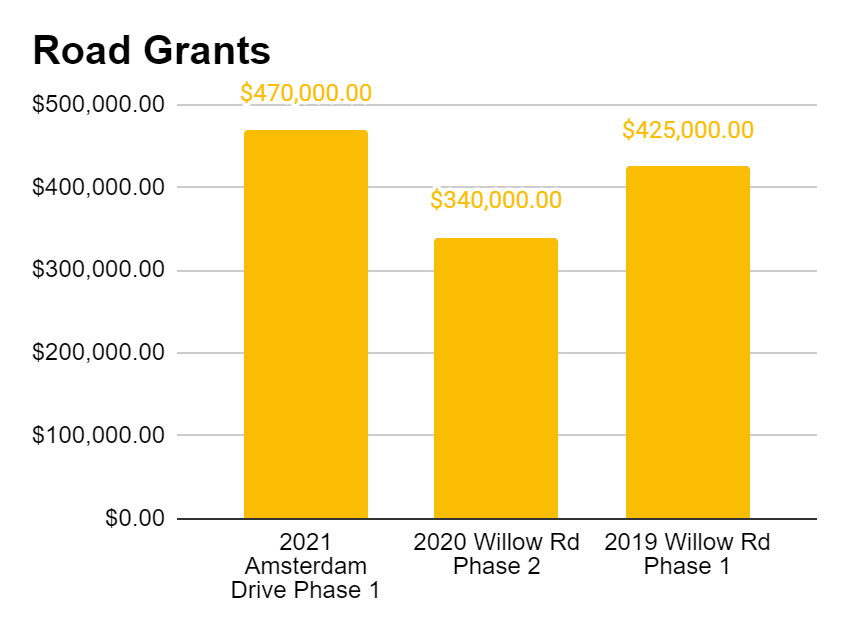 Road Grants
$470,000.00
$500,000.00
$425,000.00
$400,000.00
$340,000.00
$300,000.00
$200,000.00
$100,000.00
$0.00
2021
Amsterdam
Drive Phase 1
2020 Willow Rd
Phase 2
2019 Willow Rd
Phase 1